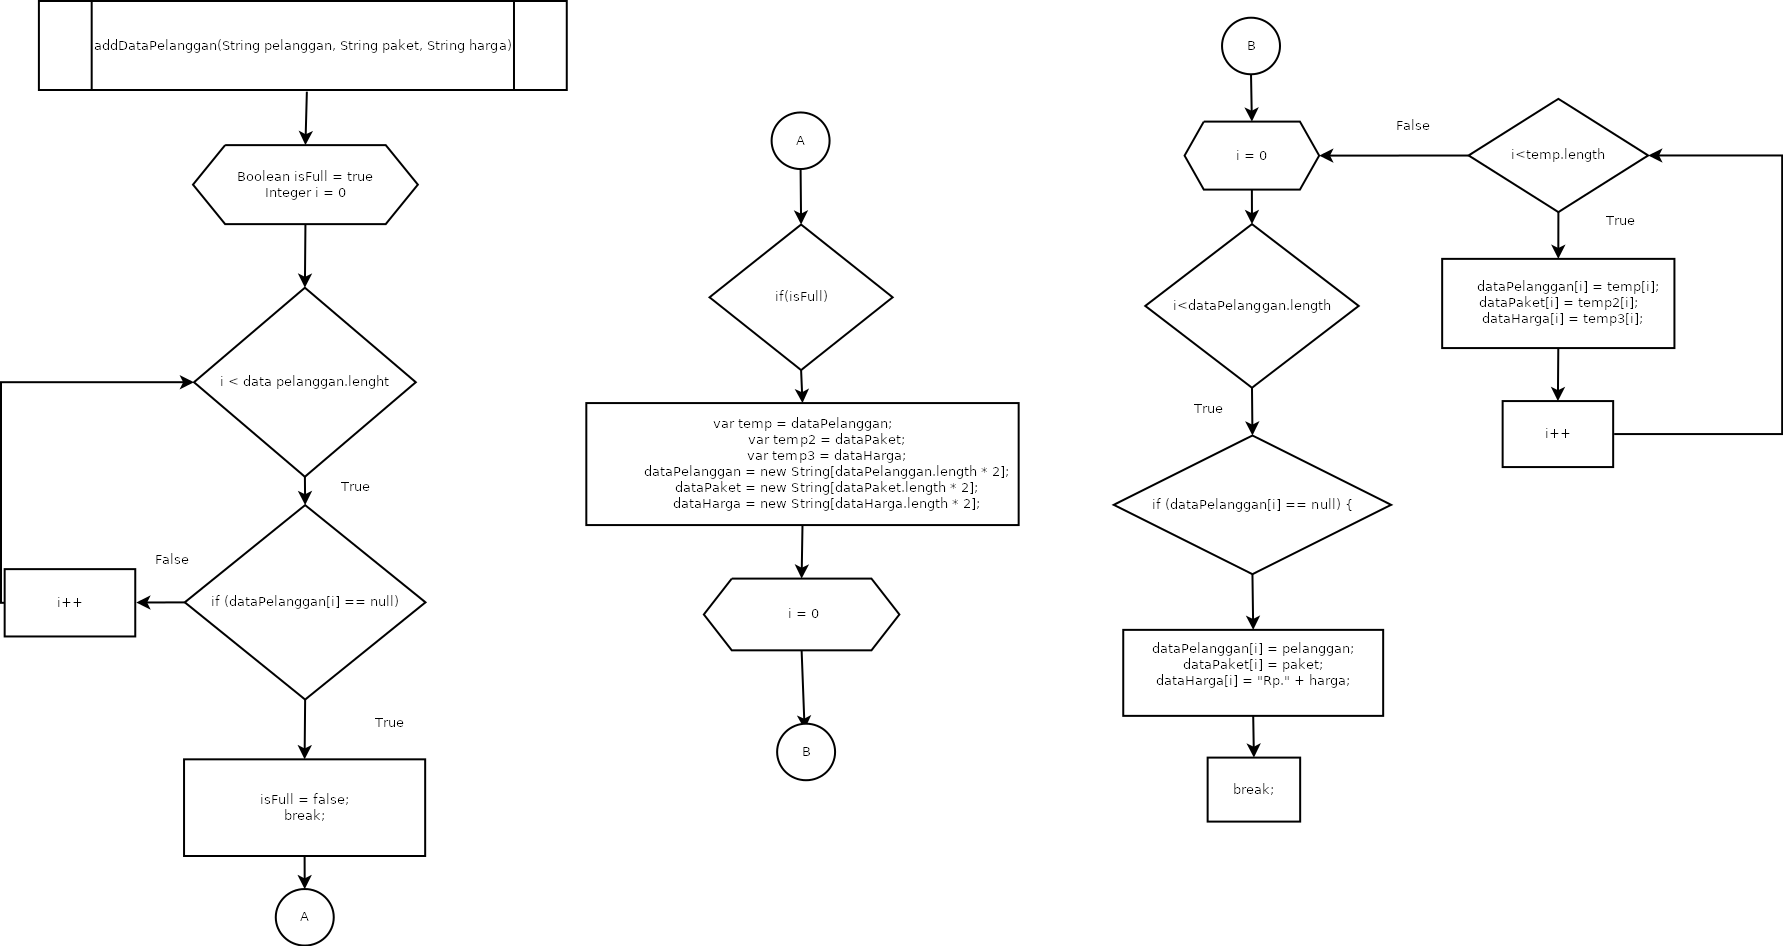 addDataPelanggan(String pelanggan, String paket, String harga)
Boolean isFull = true
Integer i = 0
i < data pelanggan.lenght
True
False
if (dataPelanggan[i] == null)
i++
True
isFull = false;
break;
A
A
if(isFull)
var temp = dataPelanggan;
var temp2 = dataPaket;
var temp3 = dataHarga;
dataPelanggan = new String[dataPelanggan.length * 2];
dataPaket = new String[dataPaket.length * 2];
dataHarga = new String[dataHarga.length * 2];
i = 0
B
B
i = 0
False
i<temp.length
True
dataPelanggan[i] = temp[i];
dataPaket[i] = temp2[i];
dataHarga[i] = temp3[i];
i++
i<dataPelanggan.length
True
if (dataPelanggan[i] == null) {
dataPelanggan[i] = pelanggan;
dataPaket[i] = paket;
dataHarga[i] = "Rp." + harga;
break;